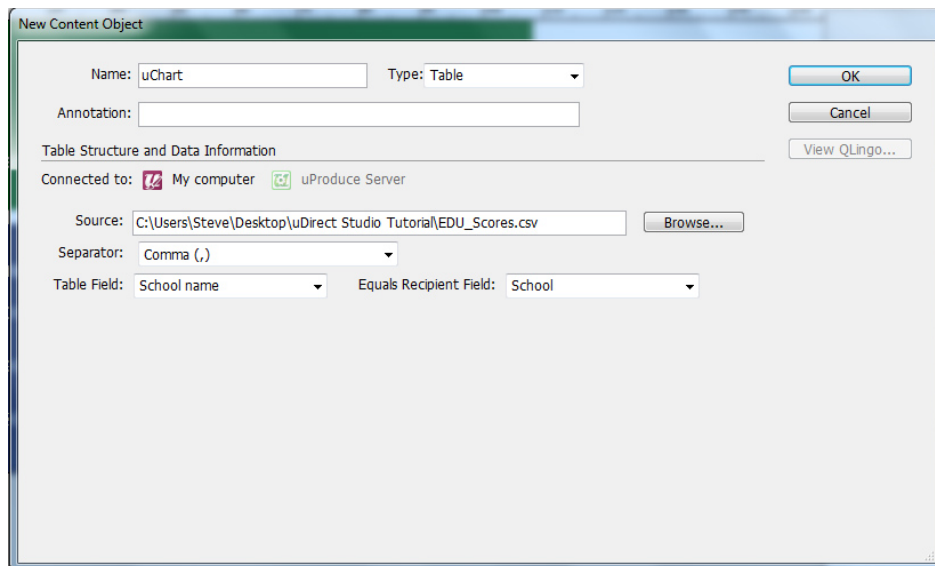 New Content Object
Name: uChart Type: Table OK
Annotation: Cancel
Table Structure and Data Information View QLingo...
Connected to: My computer uProduce Server
Source: C:\Users\Steve\Desktop\uDirect Studio Tutorial\EDU_Scores.csv Browse...
Separator: Comma (,)
Table Field: School name Equals Recipient Field: School